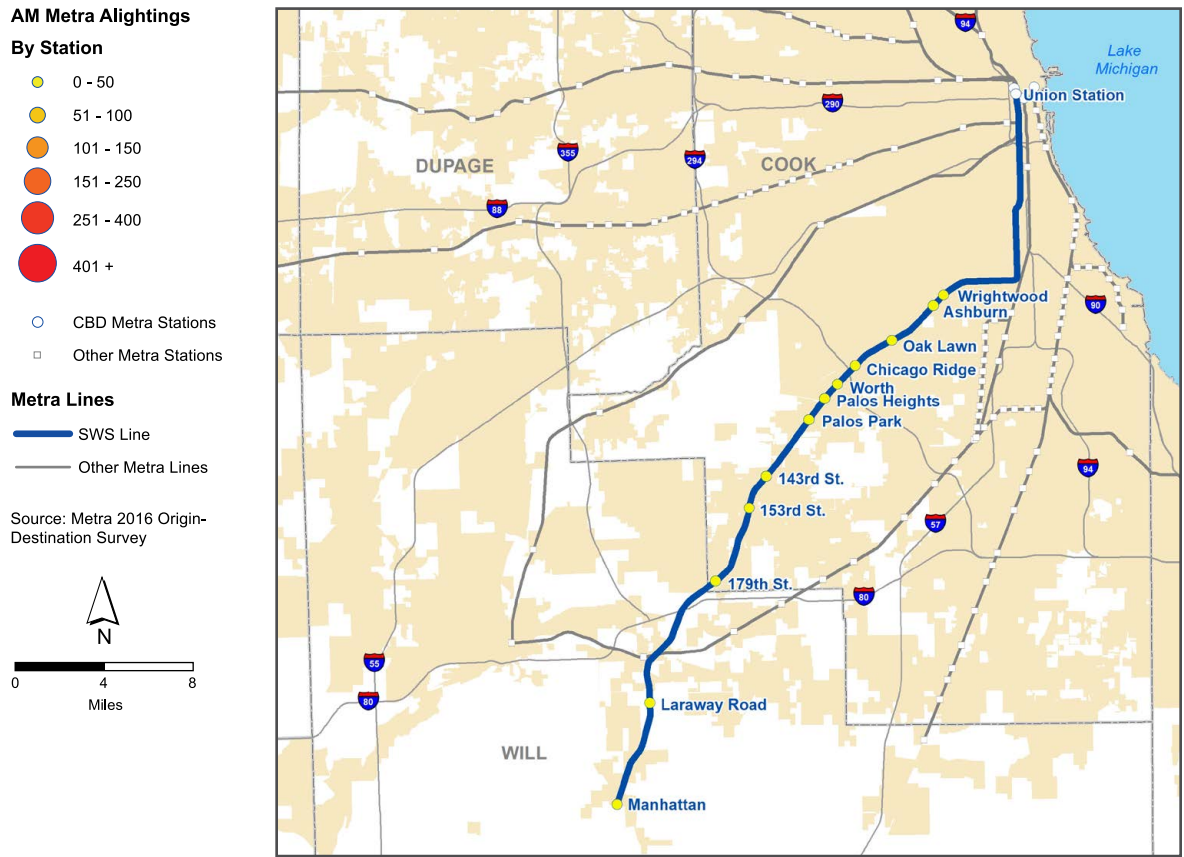 AM Metra Alightings
By Station
0 - 50
51 - 100
101 - 150
151 - 250
251 - 400
401 +
CBD Metra Stations
Other Metra Stations
Metra Lines
SWS Line
Other Metra Lines
Source: Metra 2016 Origin-
Destination Survey
N
0 4 8
Miles
94
Lake
Michigan
Union Station
290
355
294
DUPAGE
COOK
88
Wrightwood
90
Ashburn
Oak Lawn
Chicago Ridge
Worth
Palos Heights
Palos Park
94
143rd St.
153rd St.
57
179th St.
80
55
80
Laraway Road
WILL
Manhattan